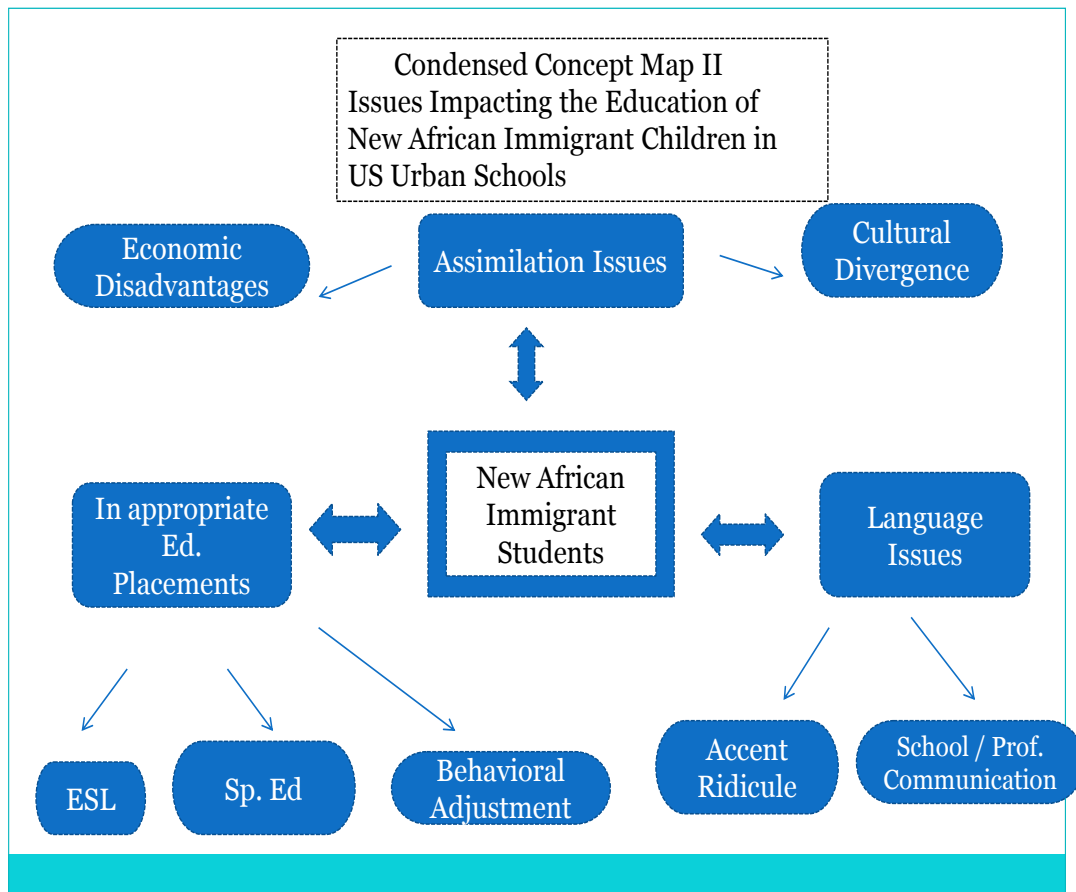 Condensed Concept Map II
Issues Impacting the Education of
New African Immigrant Children in
US Urban Schools
Economic
Disadvantages
Assimilation Issues
Cultural
Divergence
In appropriate
Ed.
Placements
New African
Immigrant
Students
Language
Issues
ESL
Sp. Ed
Behavioral
Adjustment
Accent
Ridicule
School / Prof.
Communication